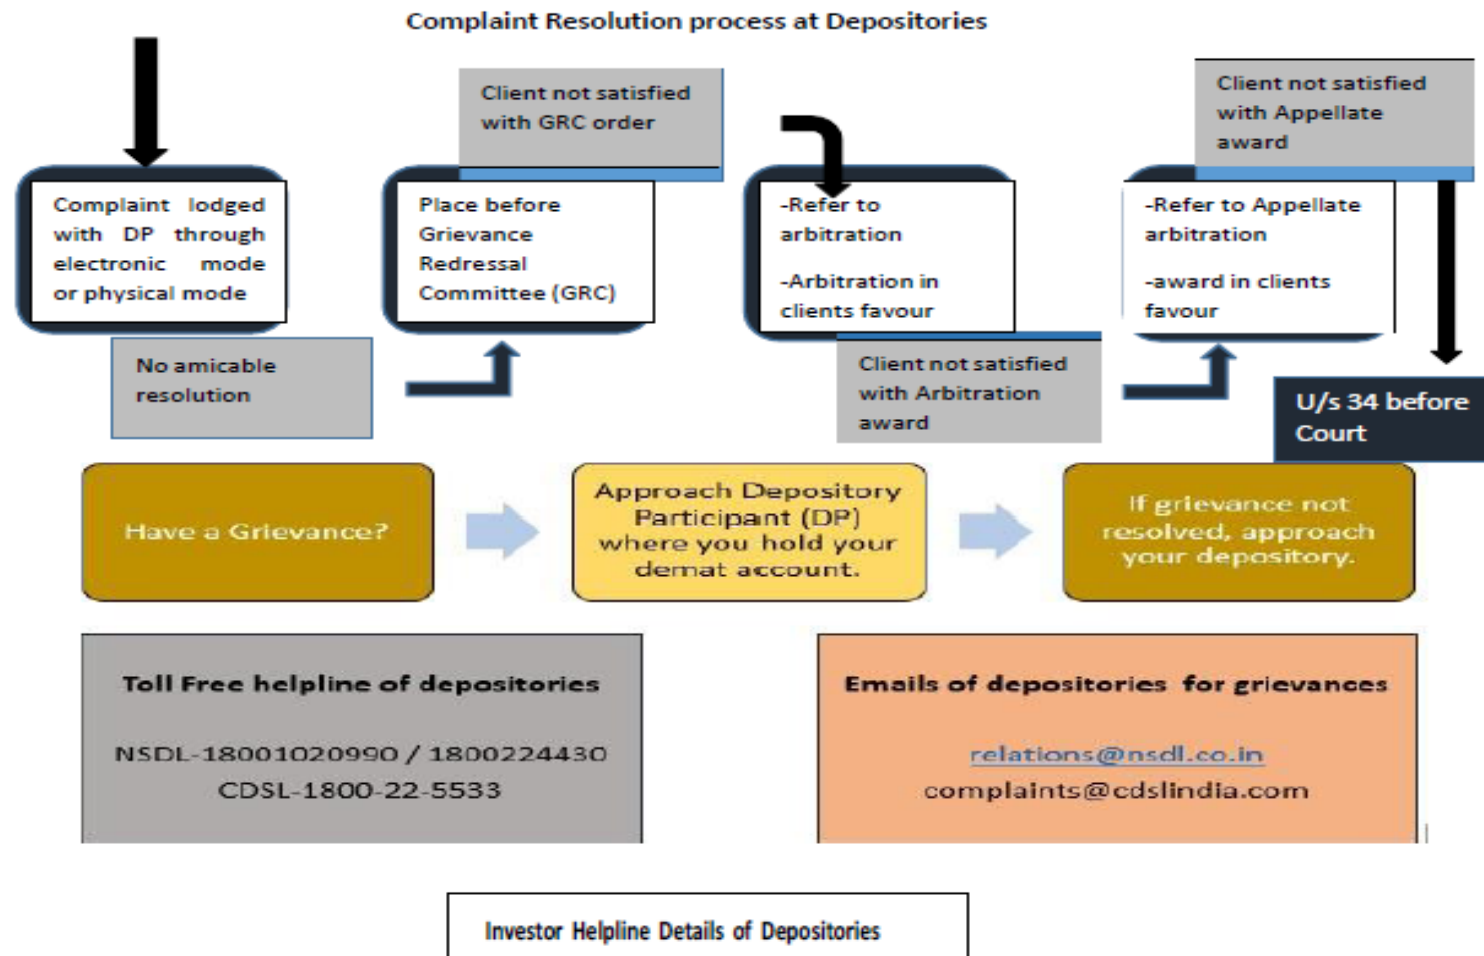 Complaint Resolution process at Depositories
Client not satisfied
with GRC order
Client not satisfied
with Appellate
award
Complaint lodged
with DP through
electronic mode
or physical mode
Place before
Grievance
Redressal
Committee (GRC)
-Refer to
arbitration
-Arbitration in
clients favour
-Refer to Appellate
arbitration
-award in clients
favour
No amicable
resolution
Client not satisfied
with Arbitration
award
U/s 34 before
Court
Have a Grievance?
Approach Depository
Participant (DP)
where you hold your
demat account.
If grievance not
resolved, approach
your depository.
Toll Free helpline of depositories
NSDL-18001020990 / 1800224430
CDSL-1800-22-5533
Emails of depositories for grievances
relations@nsdl.co.in
complaints@cdslindia.com
Investor Helpline Details of Depositories